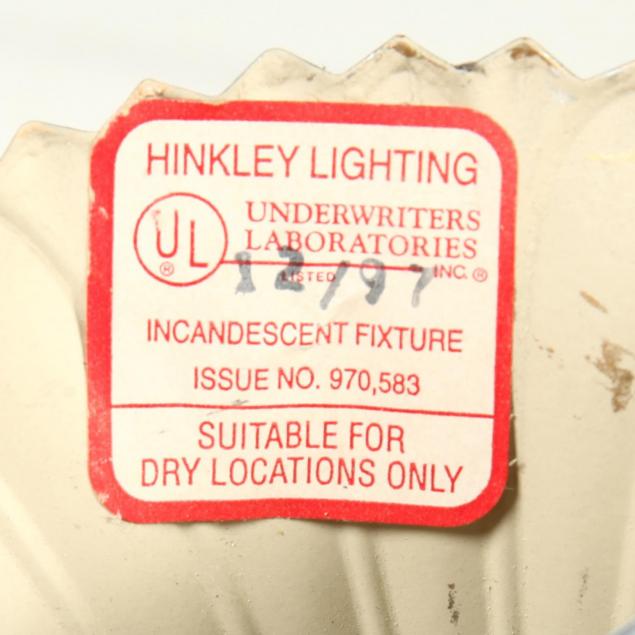 HINKLEY LIGHTING
UL ®
UNDERWRITERS
LABORATORIES
LISTED INC. ®
12/97
INCANDESCENT FIXTURE
ISSUE NO. 970,583
SUITABLE FOR
DRY LOCATIONS ONLY